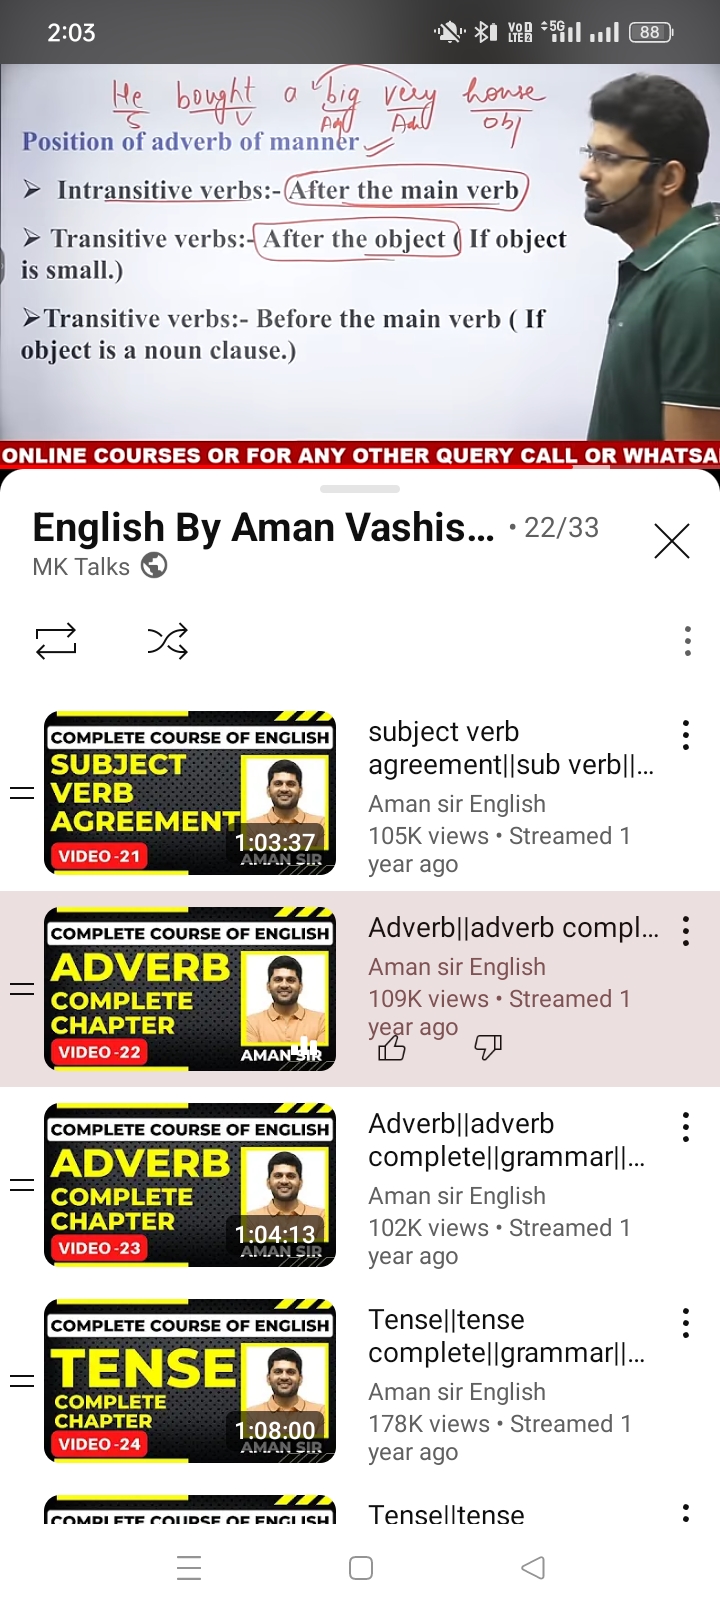 2:03
VoD LTE2 5G 88
He bought a big very house
S V Adj Adv Obj
Position of adverb of manner
➢ Intransitive verbs:- After the main verb
➢ Transitive verbs:- After the object ( If object
is small.)
➢Transitive verbs:- Before the main verb ( If
object is a noun clause.)
ONLINE COURSES OR FOR ANY OTHER QUERY CALL OR WHATSA
English By Aman Vashis... • 22/33
MK Talks
COMPLETE COURSE OF ENGLISH
SUBJECT
VERB
AGREEMENT
1:03:37
VIDEO -21
AMAN SIR
subject verb
agreement||sub verb||...
Aman sir English
105K views • Streamed 1
year ago
COMPLETE COURSE OF ENGLISH
ADVERB
COMPLETE
CHAPTER
VIDEO -22
AMAN SIR
Adverb||adverb compl...
Aman sir English
109K views • Streamed 1
year ago
COMPLETE COURSE OF ENGLISH
ADVERB
COMPLETE
CHAPTER
1:04:13
VIDEO -23
AMAN SIR
Adverb||adverb
complete||grammar||...
Aman sir English
102K views • Streamed 1
year ago
COMPLETE COURSE OF ENGLISH
TENSE
COMPLETE
CHAPTER
1:08:00
VIDEO -24
AMAN SIR
Tense||tense
complete||grammar||...
Aman sir English
178K views • Streamed 1
year ago
COMPLETE COURSE OF ENGLISH
Tense||tense